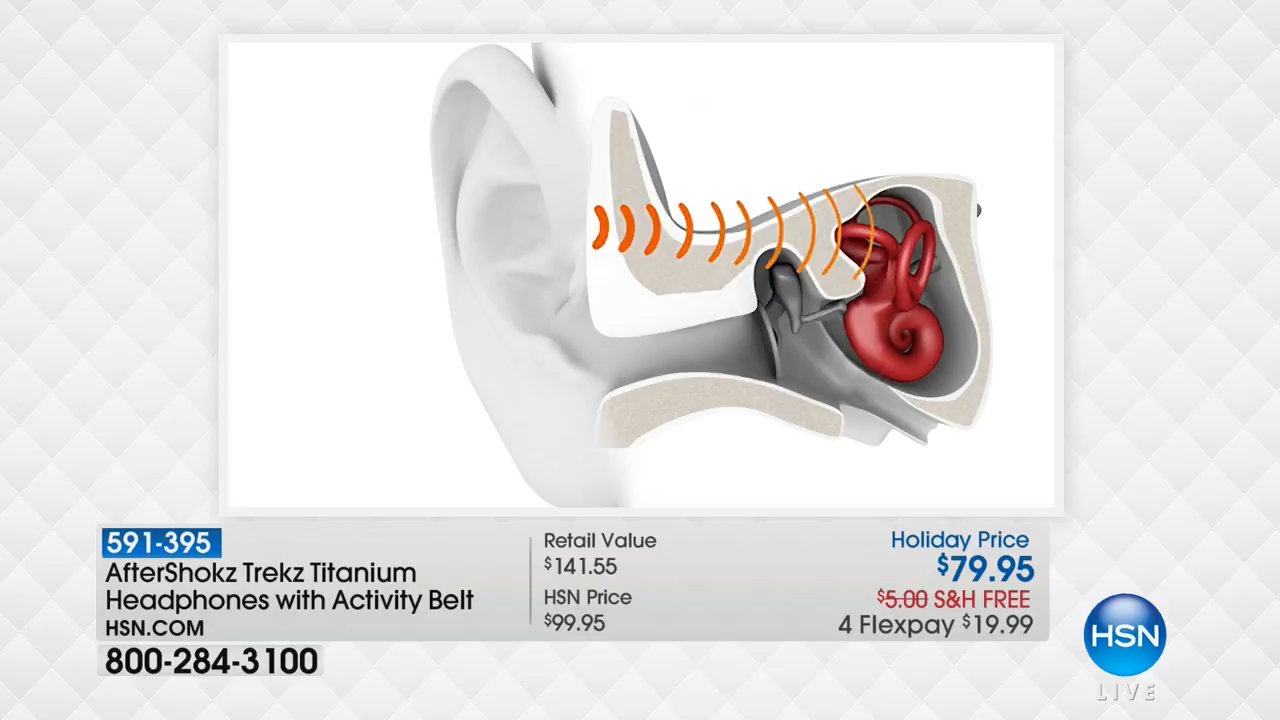 591-395
AfterShokz Trekz Titanium
Headphones with Activity Belt
HSN.COM
800-284-3100
Retail Value
$141.55
HSN Price
$99.95
Holiday Price
$79.95
$5.00 S&H FREE
4 Flexpay $19.99
HSN
LIVE